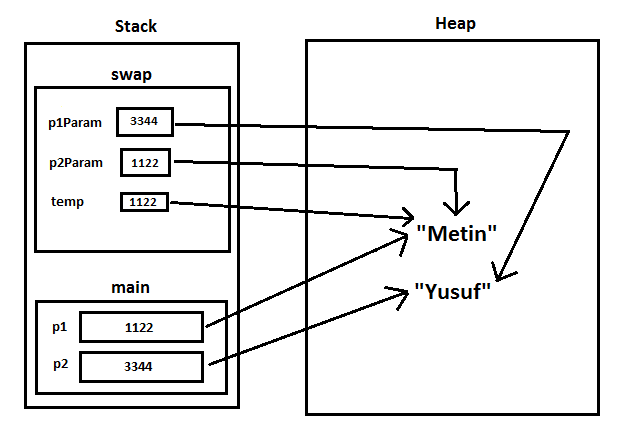 Stack
Heap
swap
p1Param 3344
p2Param 1122
temp 1122
"Metin"
"Yusuf"
main
p1 1122
p2 3344